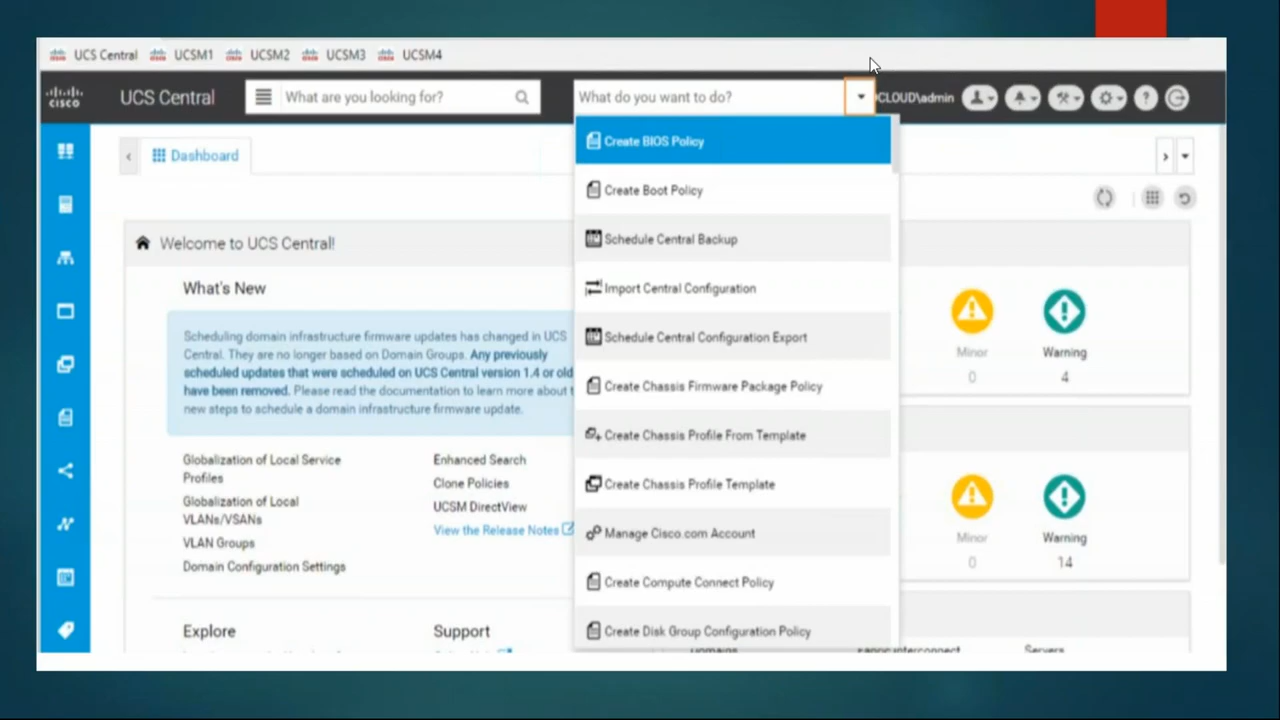 UCS Central UCSM1 UCSM2 UCSM3 UCSM4
cisco UCS Central What are you looking for? What do you want to do? CLOUD\admin ?
Dashboard
Welcome to UCS Central!
What's New
Scheduling domain infrastructure firmware updates has changed in UCS
Central. They are no longer based on Domain Groups. Any previously
scheduled updates that were scheduled on UCS Central version 1.4 or old
have been removed. Please read the documentation to learn more about t
new steps to schedule a domain infrastructure firmware update.
Globalization of Local Service
Profiles
Globalization of Local
VLANs/VSANs
VLAN Groups
Domain Configuration Settings
Enhanced Search
Clone Policies
UCSM DirectView
View the Release Notes
Explore
Support
Create BIOS Policy
Create Boot Policy
Schedule Central Backup
Import Central Configuration
Schedule Central Configuration Export
Create Chassis Firmware Package Policy
Create Chassis Profile From Template
Create Chassis Profile Template
Manage Cisco.com Account
Create Compute Connect Policy
Create Disk Group Configuration Policy
Minor Warning
0 4
Minor Warning
0 14
Domains Fabric Interconnect Servers